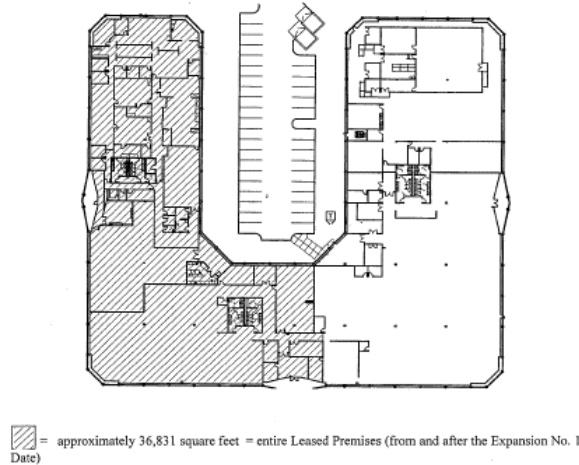 = approximately 36,831 square feet = entire Leased Premises (from and after the Expansion No. 1
Date)